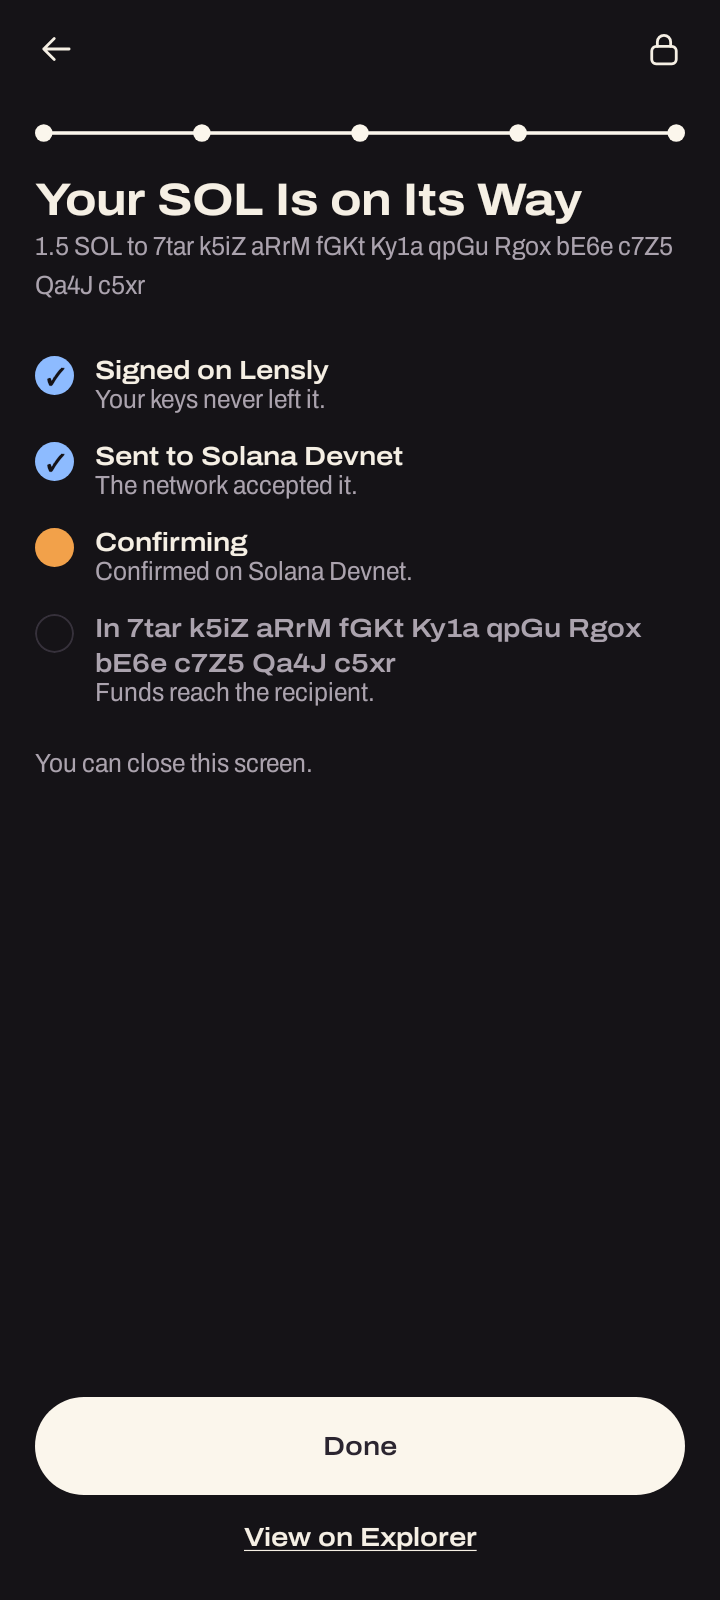 Your SOL Is on Its Way
1.5 SOL to 7tar k5iZ aRrM fGKt Ky1a qpGu Rgox bE6e c7Z5
Qa4J c5xr
✓ Signed on Lensly
Your keys never left it.
✓ Sent to Solana Devnet
The network accepted it.
Confirming
Confirmed on Solana Devnet.
In 7tar k5iZ aRrM fGKt Ky1a qpGu Rgox
bE6e c7Z5 Qa4J c5xr
Funds reach the recipient.
You can close this screen.
Done
View on Explorer